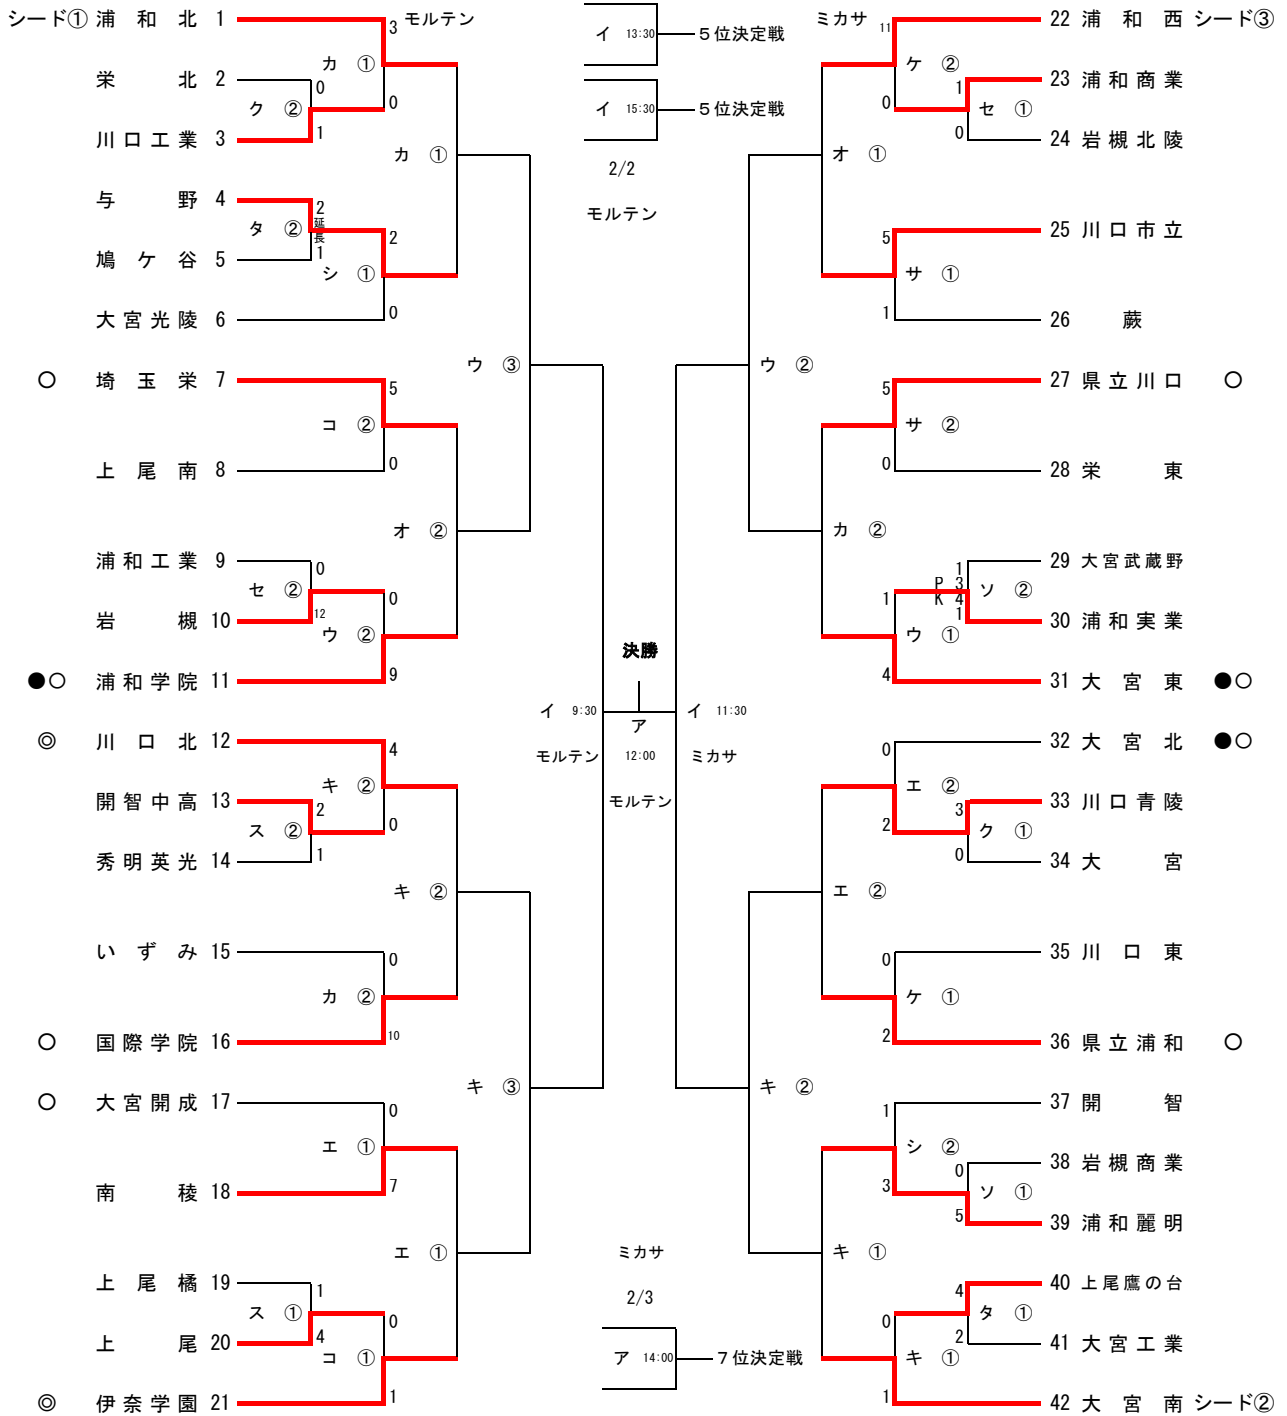 シード① 浦和北 1
3 モルテン
カ ①
栄北 2
0
ク ②
0
川口工業 3
1
カ ①
与野 4
2
タ ②
延長
2
鳩ケ谷 5
1
シ ①
大宮光陵 6
0
ウ ③
○ 埼玉栄 7
5
コ ②
上尾南 8
0
オ ②
浦和工業 9
0
セ ②
0
岩槻 10
12
ウ ②
●○ 浦和学院 11
9
◎ 川口北 12
4
キ ②
開智中高 13
2
ス ②
0
秀明英光 14
1
キ ②
いずみ 15
0
カ ②
○ 国際学院 16
10
キ ③
○ 大宮開成 17
0
エ ①
南稜 18
7
エ ①
上尾橘 19
1
ス ①
0
上尾 20
4
コ ①
◎ 伊奈学園 21
1
イ 13:30 5位決定戦
イ 15:30 5位決定戦
2/2
モルテン
決勝
イ 9:30
モルテン
ア
12:00
モルテン
イ 11:30
ミカサ
ミカサ
2/3
ア 14:00 7位決定戦
ミカサ 11
22 浦和西 シード③
ケ ②
1
23 浦和商業
0
セ ①
0
24 岩槻北陵
オ ①
5
25 川口市立
サ ①
1
26 蕨
ウ ②
5
27 県立川口 ○
サ ②
0
28 栄東
カ ②
1
29 大宮武蔵野
PK 3 4
ソ ②
1
1
30 浦和実業
ウ ①
4
31 大宮東 ●○
0
32 大宮北 ●○
エ ②
3
33 川口青陵
2
ク ①
0
34 大宮
エ ②
0
35 川口東
ケ ①
2
36 県立浦和 ○
キ ②
1
37 開智
シ ②
0
38 岩槻商業
3
ソ ①
5
39 浦和麗明
キ ①
4
40 上尾鷹の台
0
タ ①
2
41 大宮工業
キ ①
1
42 大宮南 シード②